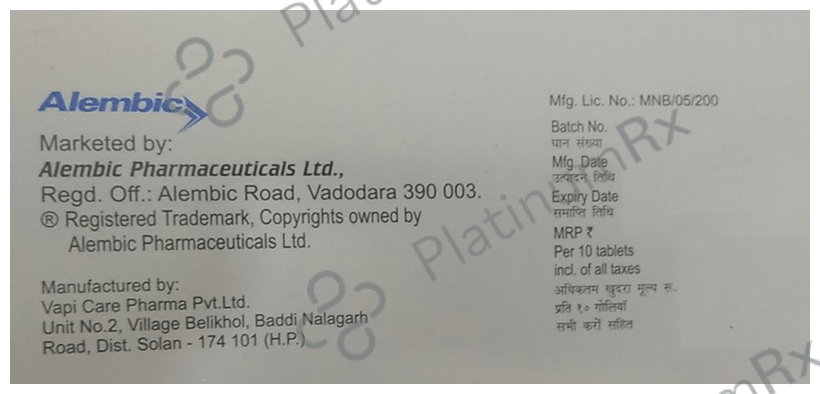 Alembic
Marketed by:
Alembic Pharmaceuticals Ltd.,
Regd. Off.: Alembic Road, Vadodara 390 003.
® Registered Trademark, Copyrights owned by
Alembic Pharmaceuticals Ltd.
Manufactured by:
Vapi Care Pharma Pvt.Ltd.
Unit No.2, Village Belikhol, Baddi Nalagarh
Road, Dist. Solan - 174 101 (H.P.)
Mfg. Lic. No.: MNB/05/200
Batch No.
घान संख्या
Mfg. Date
उत्पादन तिथि
Expiry Date
समाप्ति तिथि
MRP ₹
Per 10 tablets
incl. of all taxes
अधिकतम खुदरा मूल्य रू.
प्रति १० गोलियाँ
सभी करों सहित
PlatinumRx